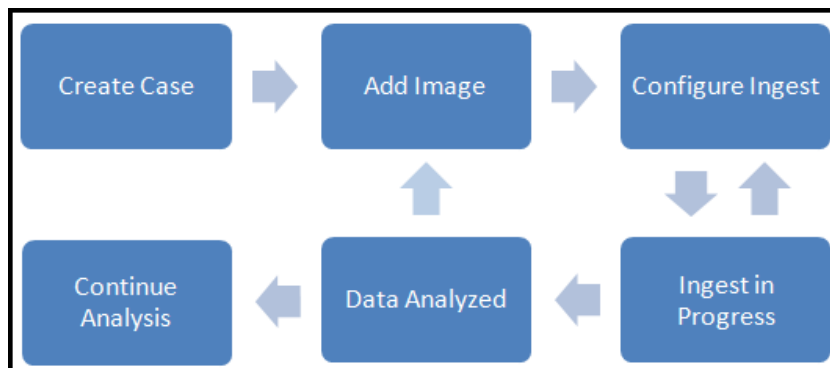 Create Case
Add Image
Configure Ingest
Continue
Analysis
Data Analyzed
Ingest in
Progress